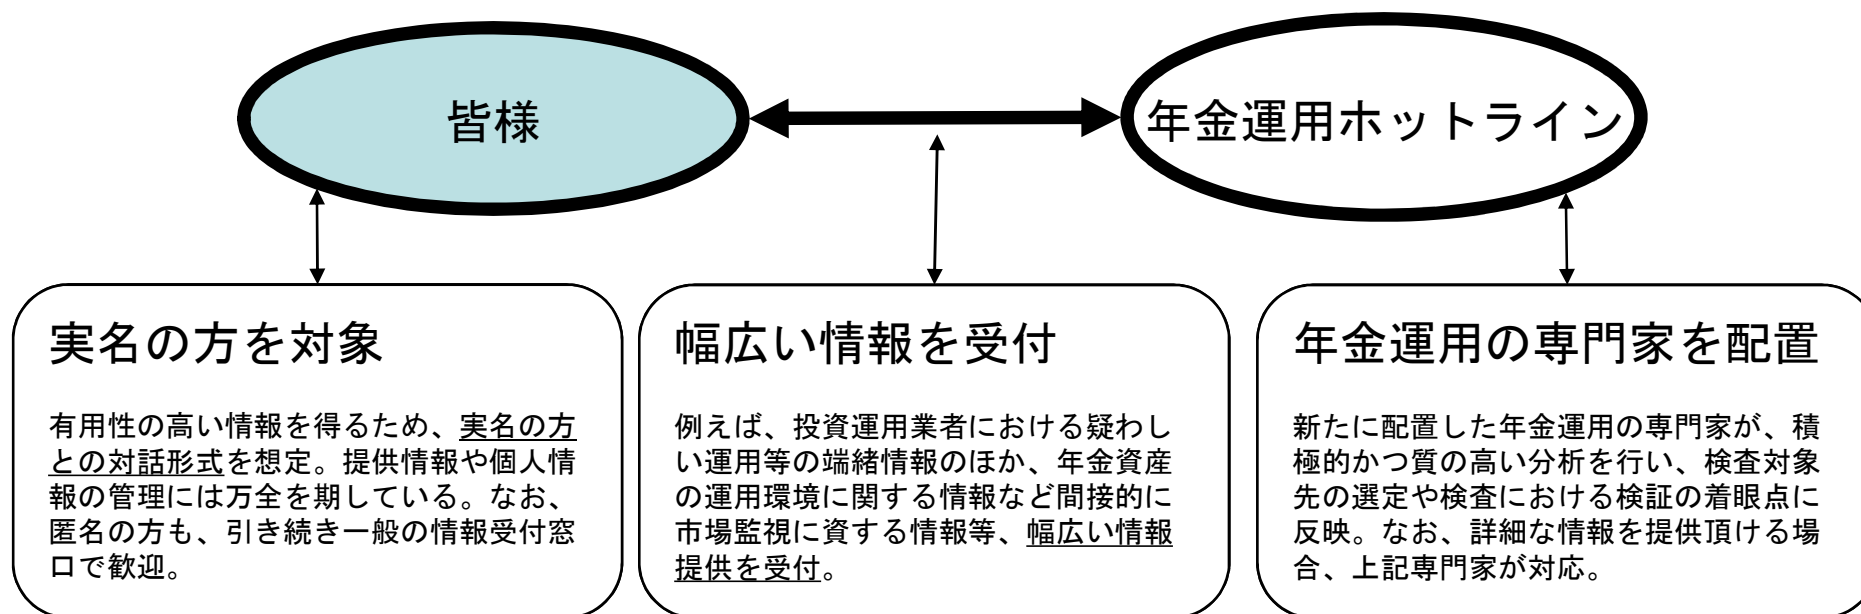 皆様
年金運用ホットライン
実名の方を対象
有用性の高い情報を得るため、実名の方
との対話形式を想定。提供情報や個人情
報の管理には万全を期している。なお、
匿名の方も、引き続き一般の情報受付窓
口で歓迎。
幅広い情報を受付
例えば、投資運用業者における疑わし
い運用等の端緒情報のほか、年金資産
の運用環境に関する情報など間接的に
市場監視に資する情報等、幅広い情報
提供を受付。
年金運用の専門家を配置
新たに配置した年金運用の専門家が、積
極的かつ質の高い分析を行い、検査対象
先の選定や検査における検証の着眼点に
反映。なお、詳細な情報を提供頂ける場
合、上記専門家が対応。